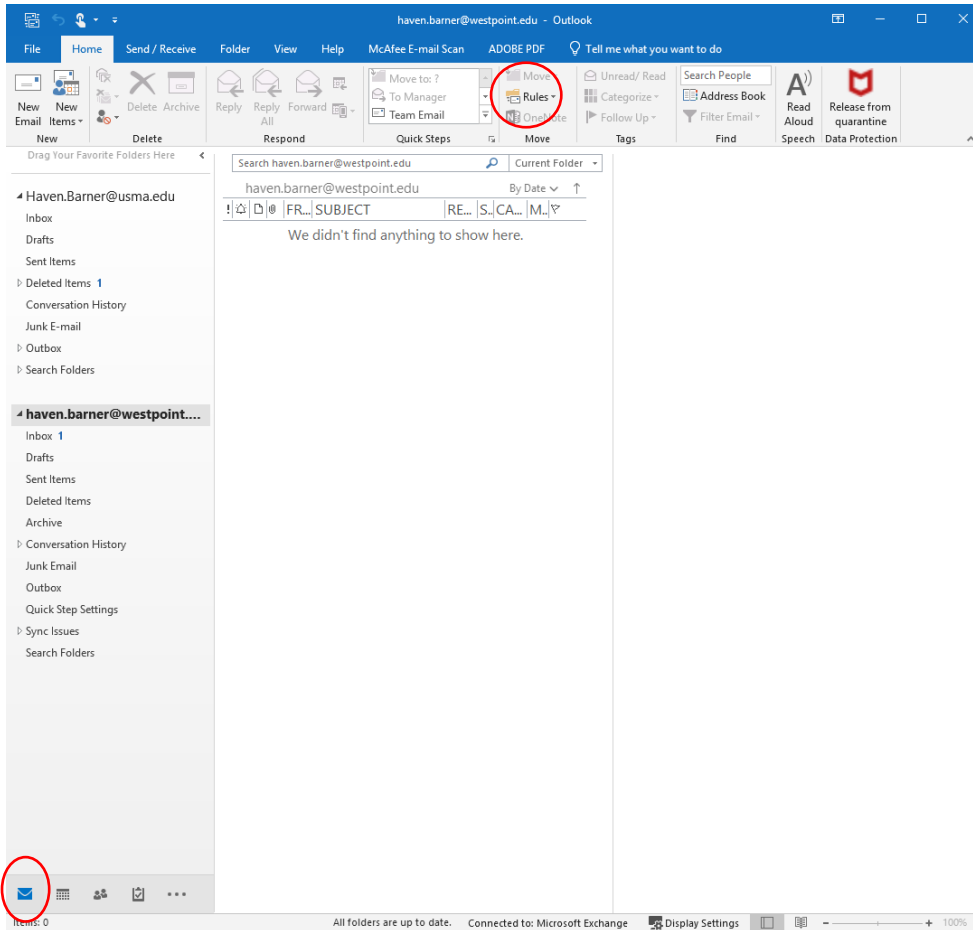 haven.barner@westpoint.edu - Outlook
File Home Send / Receive Folder View Help McAfee E-mail Scan ADOBE PDF Tell me what you want to do
New Email
New Items
Delete
Archive
Delete
Reply
Reply All
Forward
Respond
Move to: ?
To Manager
Team Email
Quick Steps
Move
Rules
OneNote
Move
Unread/ Read
Categorize
Follow Up
Tags
Search People
Address Book
Filter Email
Find
Read Aloud
Speech
Release from quarantine
Data Protection
New
Drag Your Favorite Folders Here
Haven.Barner@usma.edu
Inbox
Drafts
Sent Items
Deleted Items 1
Conversation History
Junk E-mail
Outbox
Search Folders
haven.barner@westpoint....
Inbox 1
Drafts
Sent Items
Deleted Items
Archive
Conversation History
Junk Email
Outbox
Quick Step Settings
Sync Issues
Search Folders
Search haven.barner@westpoint.edu Current Folder
haven.barner@westpoint.edu By Date
! FR... SUBJECT RE... S.. CA... M..
We didn't find anything to show here.
Items: 0 All folders are up to date. Connected to: Microsoft Exchange Display Settings 100%